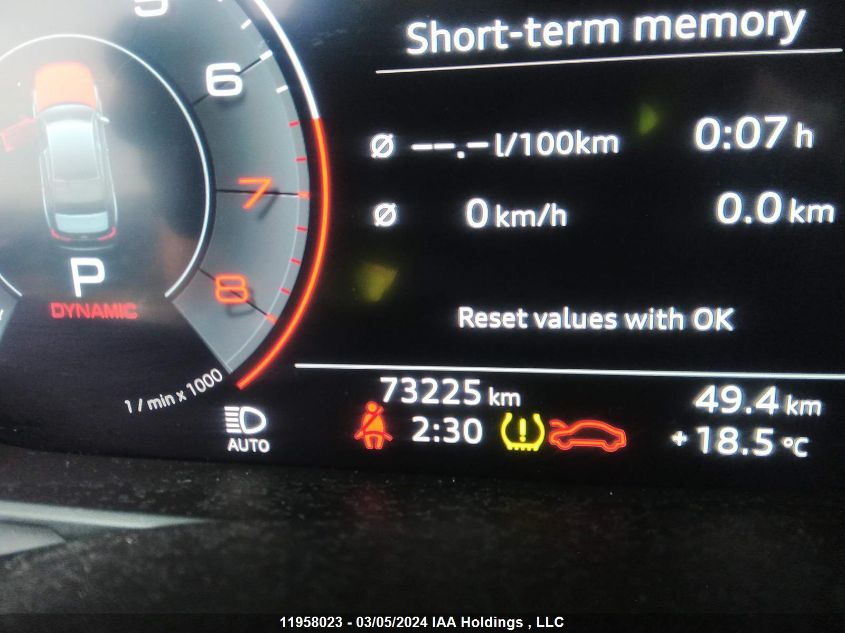 Short-term memory
5
6
7
8
Ø --.- l/100km 0:07 h
Ø 0 km/h 0.0 km
P
DYNAMIC
Reset values with OK
1 / min x 1000
73225 km 49.4 km
AUTO
2:30 +18.5 °C
11958023 - 03/05/2024 IAA Holdings , LLC